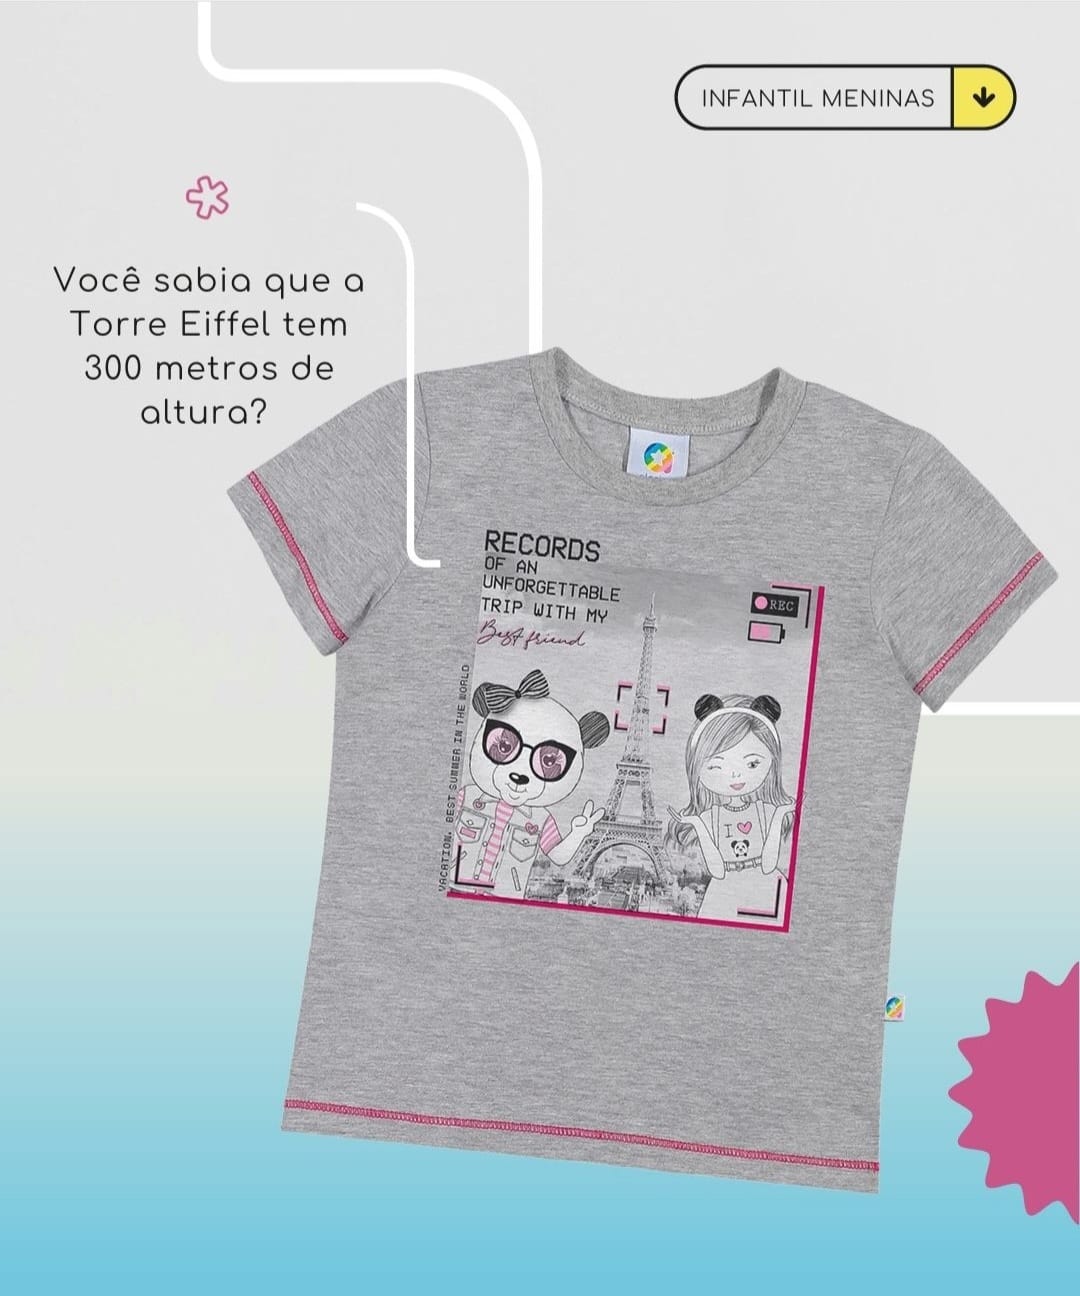 INFANTIL MENINAS
Você sabia que a
Torre Eiffel tem
300 metros de
altura?
RECORDS
OF AN
UNFORGETTABLE
TRIP WITH MY
Best friend
REC
VACATION, BEST SUMMER IN THE WORLD
I